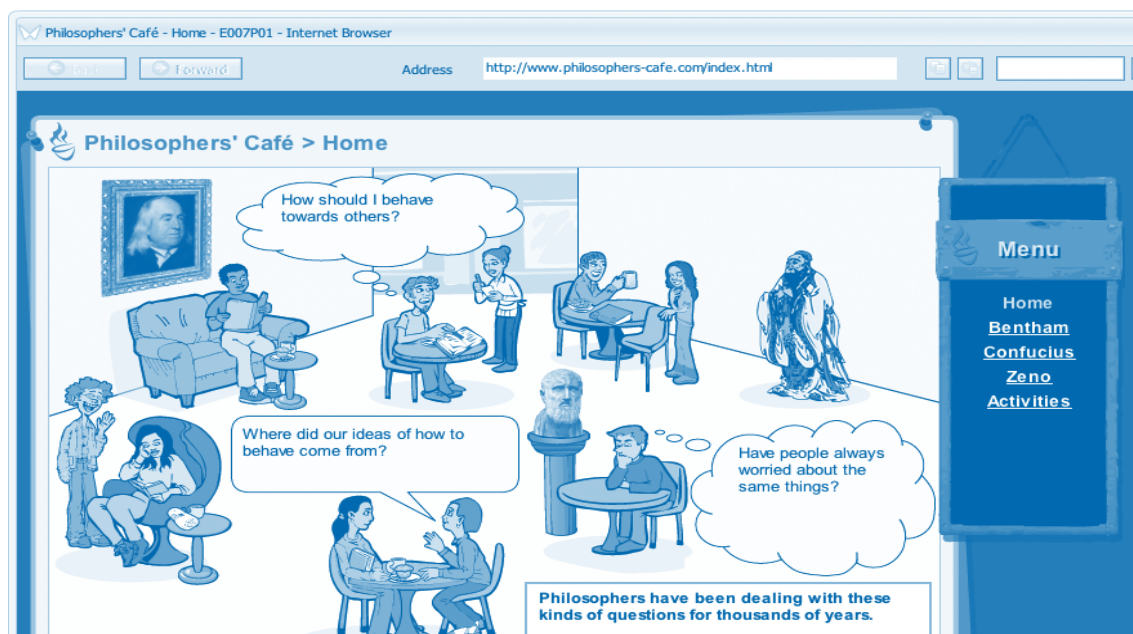 Philosophers' Café - Home - E007P01 - Internet Browser
Back Forward Address http://www.philosophers-cafe.com/index.html
Philosophers' Café > Home
How should I behave
towards others?
Where did our ideas of how to
behave come from?
Have people always
worried about the
same things?
Philosophers have been dealing with these
kinds of questions for thousands of years.
Menu
Home
Bentham
Confucius
Zeno
Activities